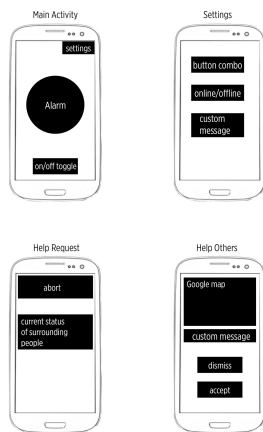 Main Activity
settings
Alarm
on/off toggle
Settings
button combo
online/offline
custom
message
Help Request
abort
current status
of surrounding
people
Help Others
Google map
custom message
dismiss
accept